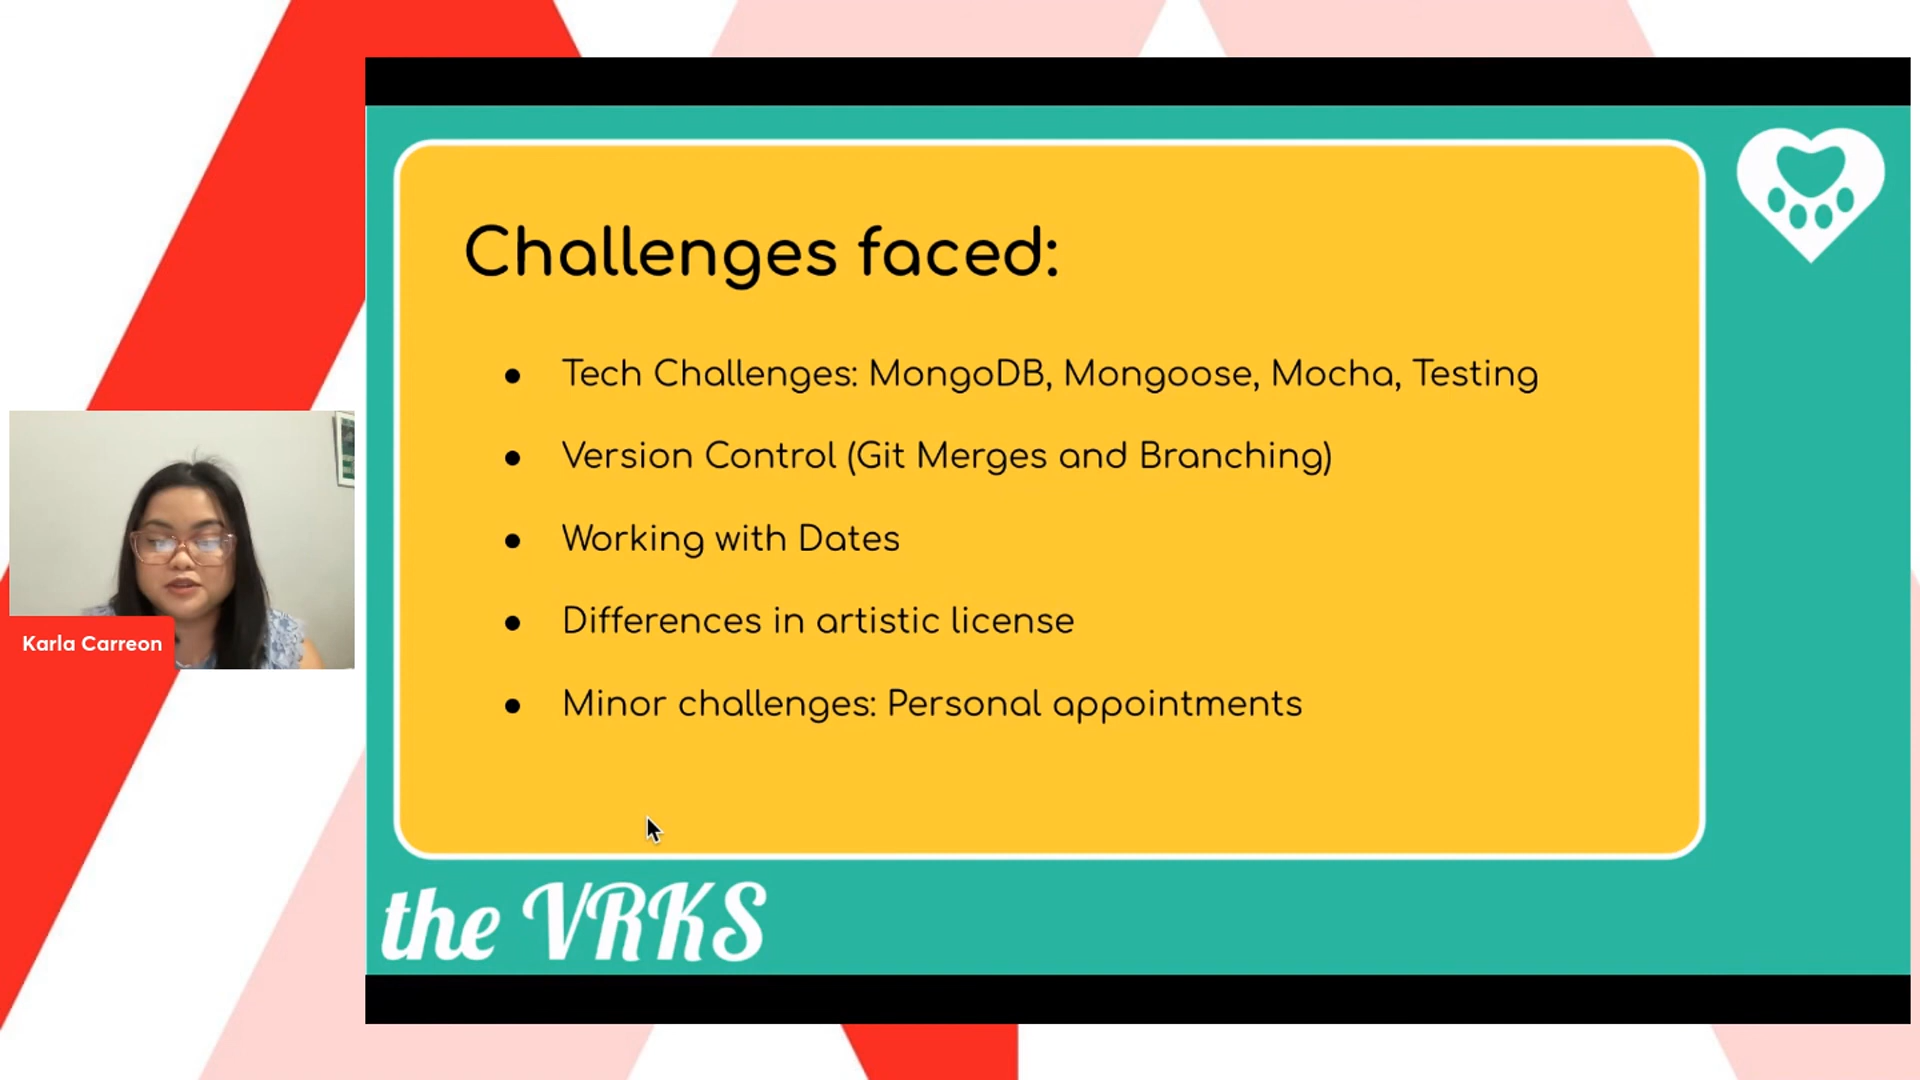 Challenges faced:
● Tech Challenges: MongoDB, Mongoose, Mocha, Testing
● Version Control (Git Merges and Branching)
● Working with Dates
● Differences in artistic license
● Minor challenges: Personal appointments
Karla Carreon
the VRKS